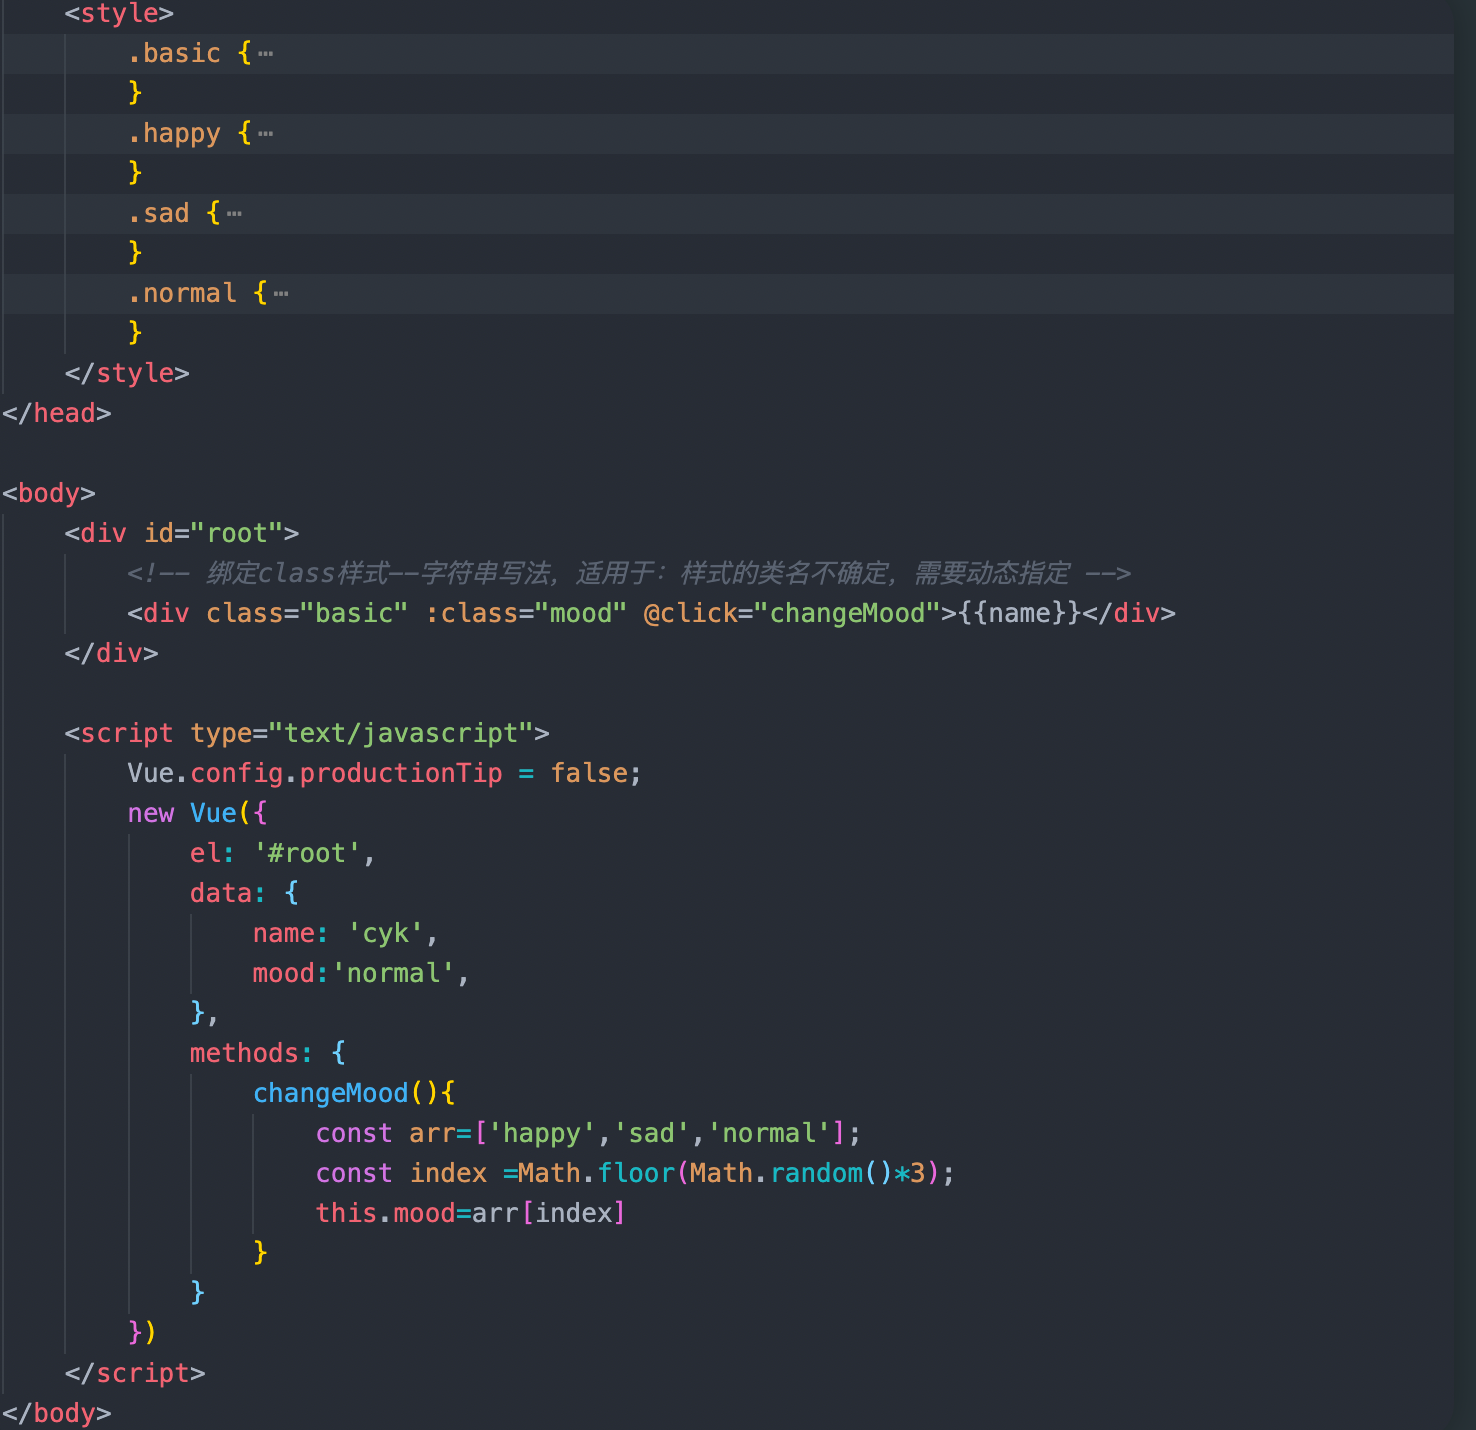 <style>
.basic {…
}
.happy {…
}
.sad {…
}
.normal {…
}
</style>
</head>
<body>
<div id="root">
<!-- 绑定class样式--字符串写法，适用于：样式的类名不确定，需要动态指定 -->
<div class="basic" :class="mood" @click="changeMood">{{name}}</div>
</div>
<script type="text/javascript">
Vue.config.productionTip = false;
new Vue({
el: '#root',
data: {
name: 'cyk',
mood:'normal',
},
methods: {
changeMood(){
const arr=['happy','sad','normal'];
const index =Math.floor(Math.random()*3);
this.mood=arr[index]
}
}
})
</script>
</body>